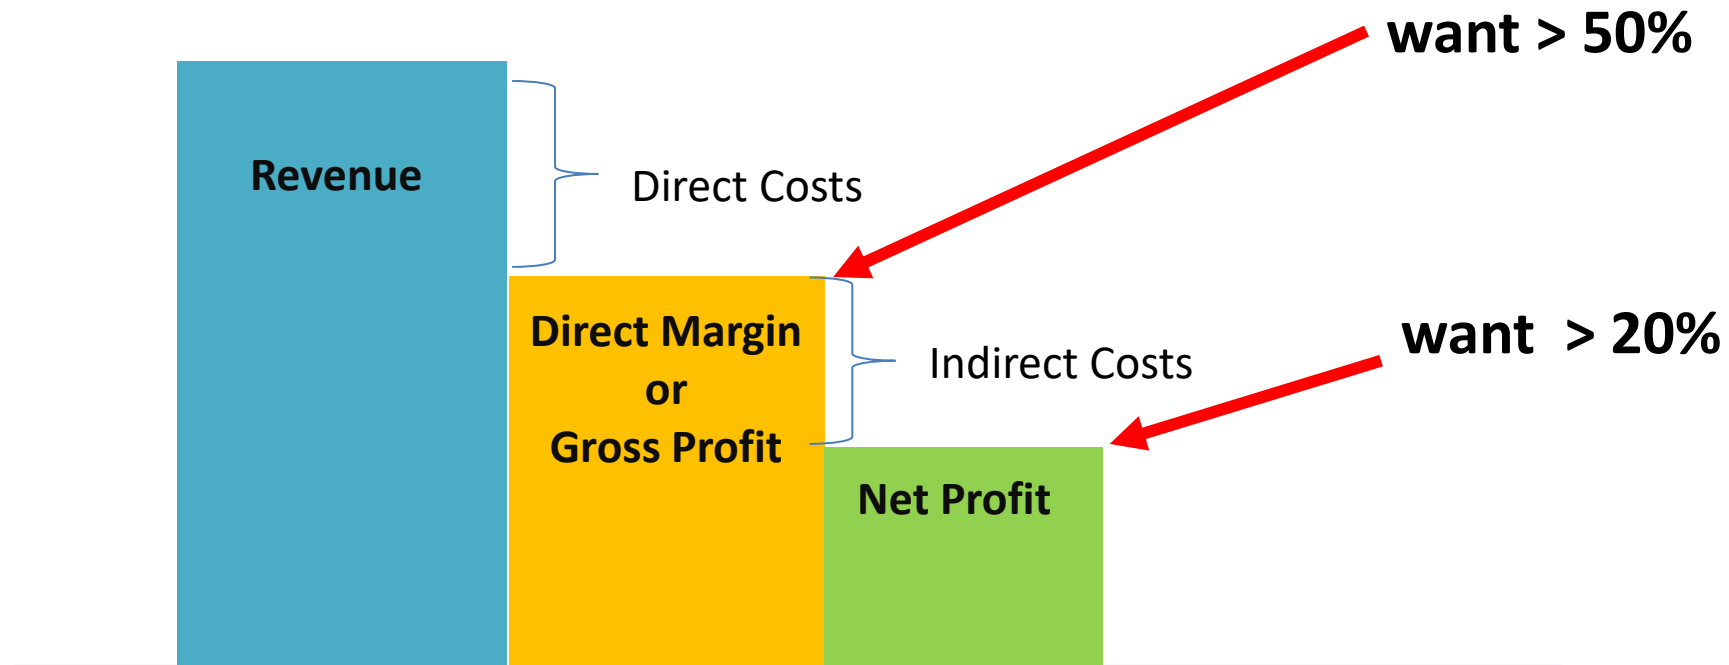 want > 50%
Revenue
Direct Costs
Direct Margin
or
Gross Profit
want  > 20%
Indirect Costs
Net Profit